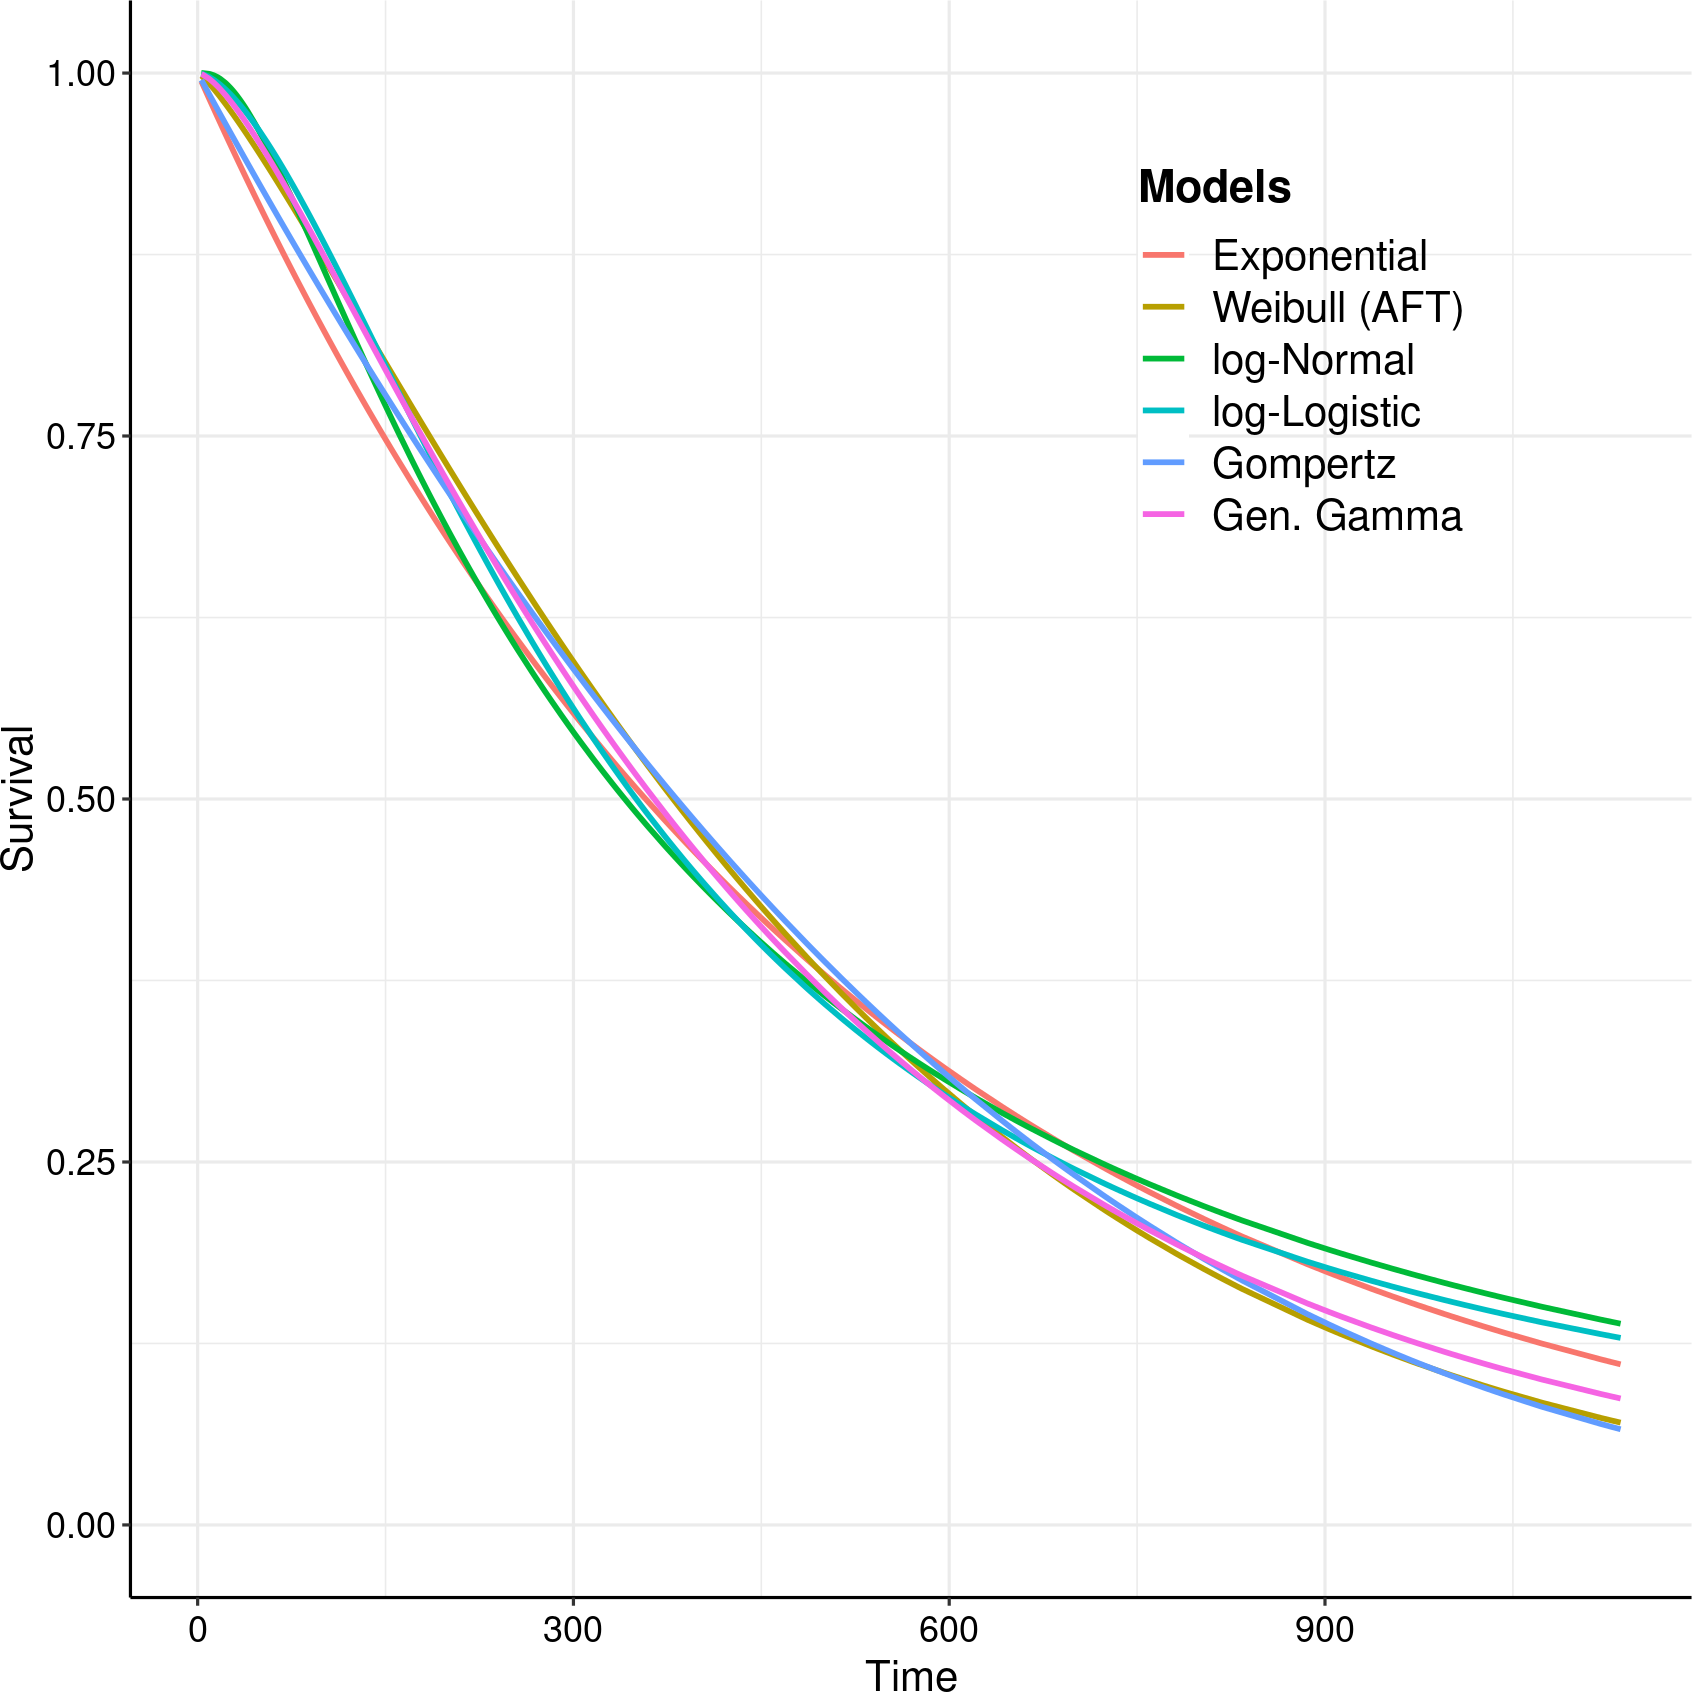 1.00
0.75
0.50
0.25
0.00
Survival
Models
Exponential
Weibull (AFT)
log-Normal
log-Logistic
Gompertz
Gen. Gamma
0 300 600 900
Time